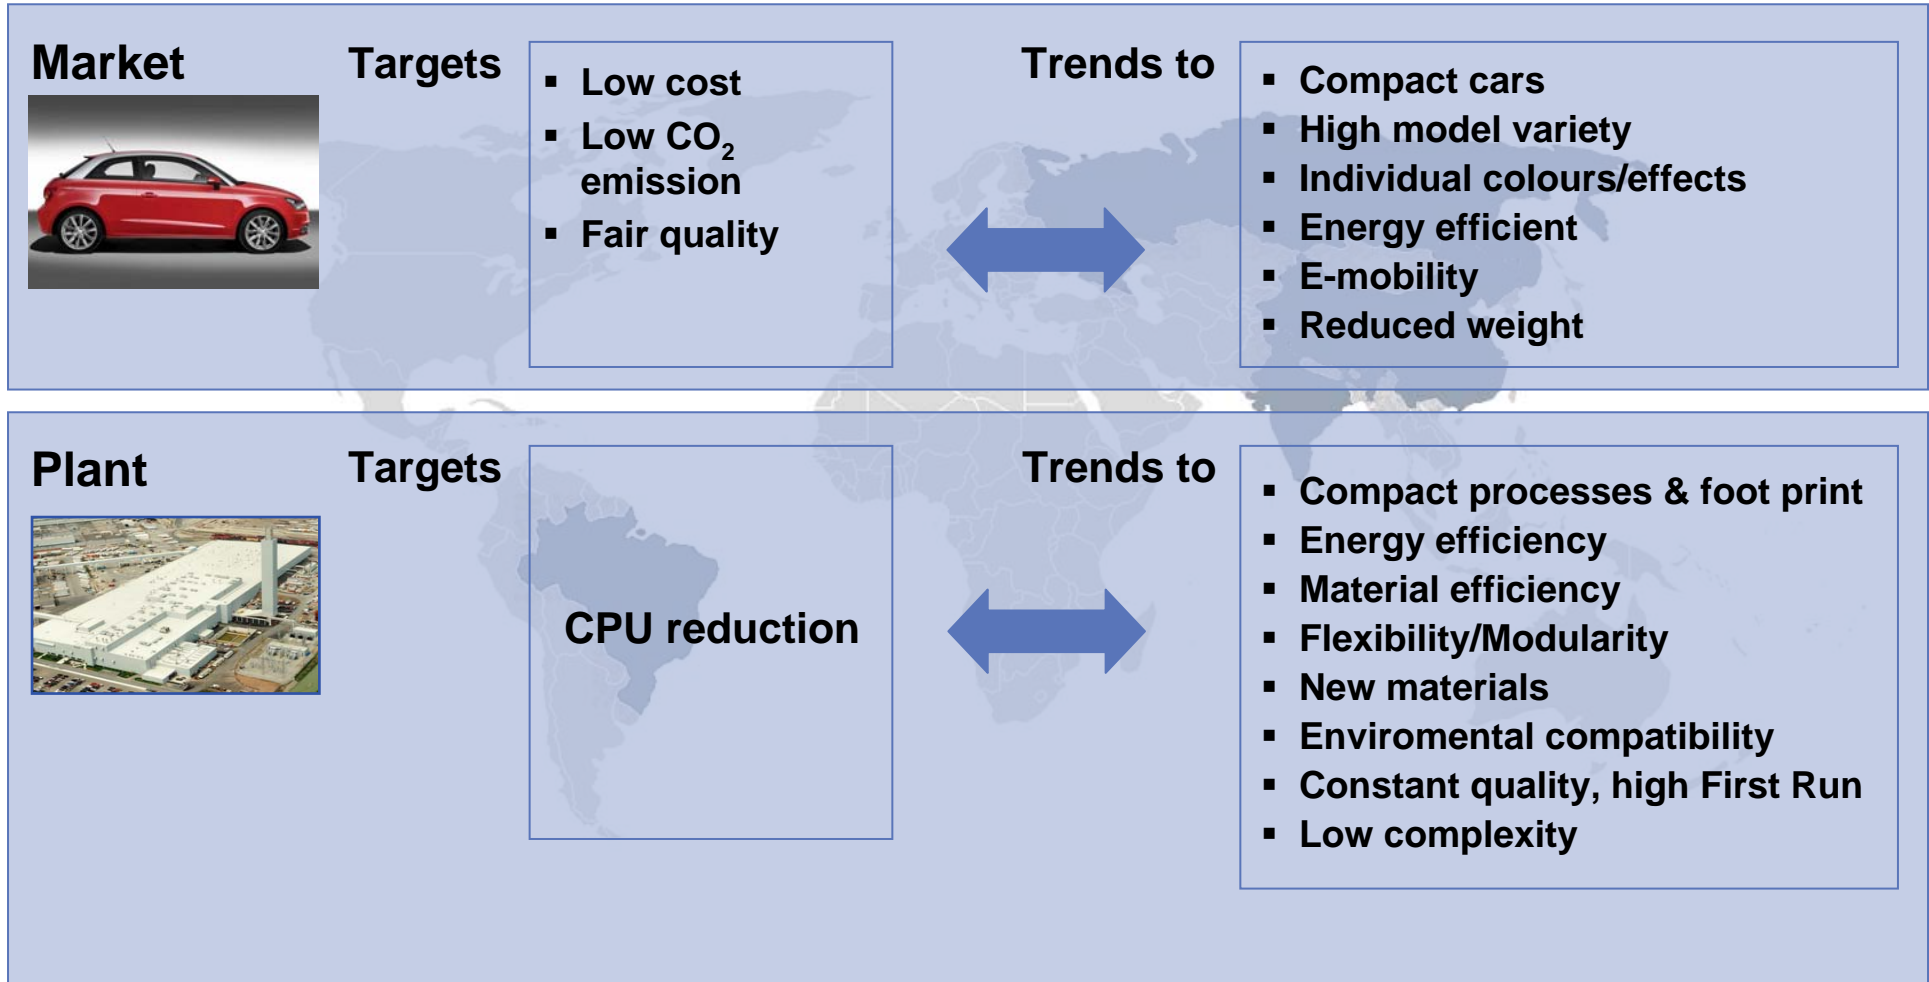 Market
Targets
▪ Low cost
▪ Low CO₂
emission
▪ Fair quality
Trends to
▪ Compact cars
▪ High model variety
▪ Individual colours/effects
▪ Energy efficient
▪ E-mobility
▪ Reduced weight
Plant
Targets
CPU reduction
Trends to
▪ Compact processes & foot print
▪ Energy efficiency
▪ Material efficiency
▪ Flexibility/Modularity
▪ New materials
▪ Enviromental compatibility
▪ Constant quality, high First Run
▪ Low complexity